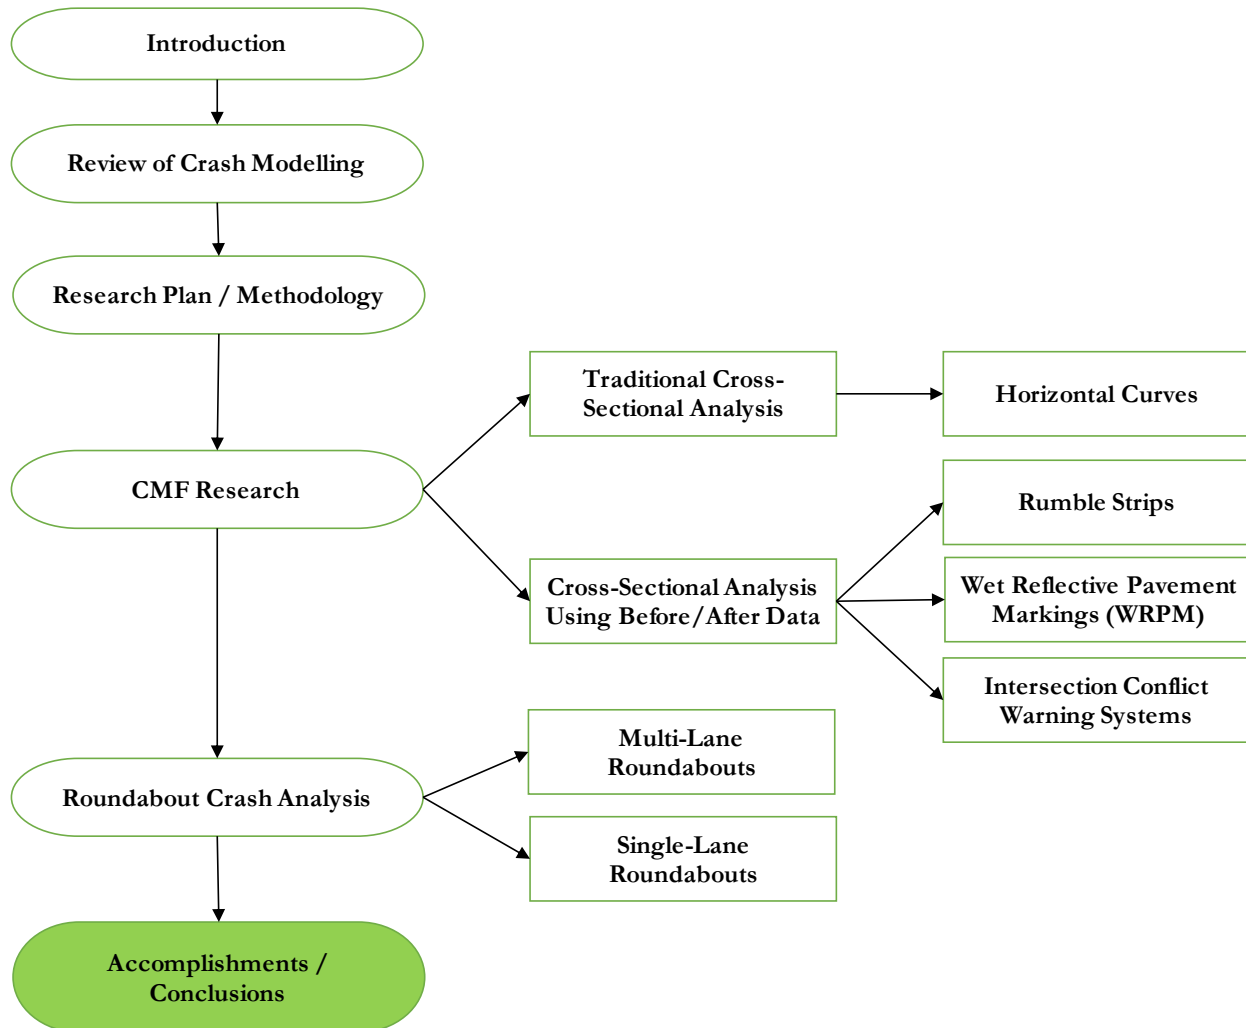 Introduction
Review of Crash Modelling
Research Plan / Methodology
CMF Research
Traditional Cross-
Sectional Analysis
Horizontal Curves
Cross-Sectional Analysis
Using Before/After Data
Rumble Strips
Wet Reflective Pavement
Markings (WRPM)
Intersection Conflict
Warning Systems
Roundabout Crash Analysis
Multi-Lane
Roundabouts
Single-Lane
Roundabouts
Accomplishments /
Conclusions